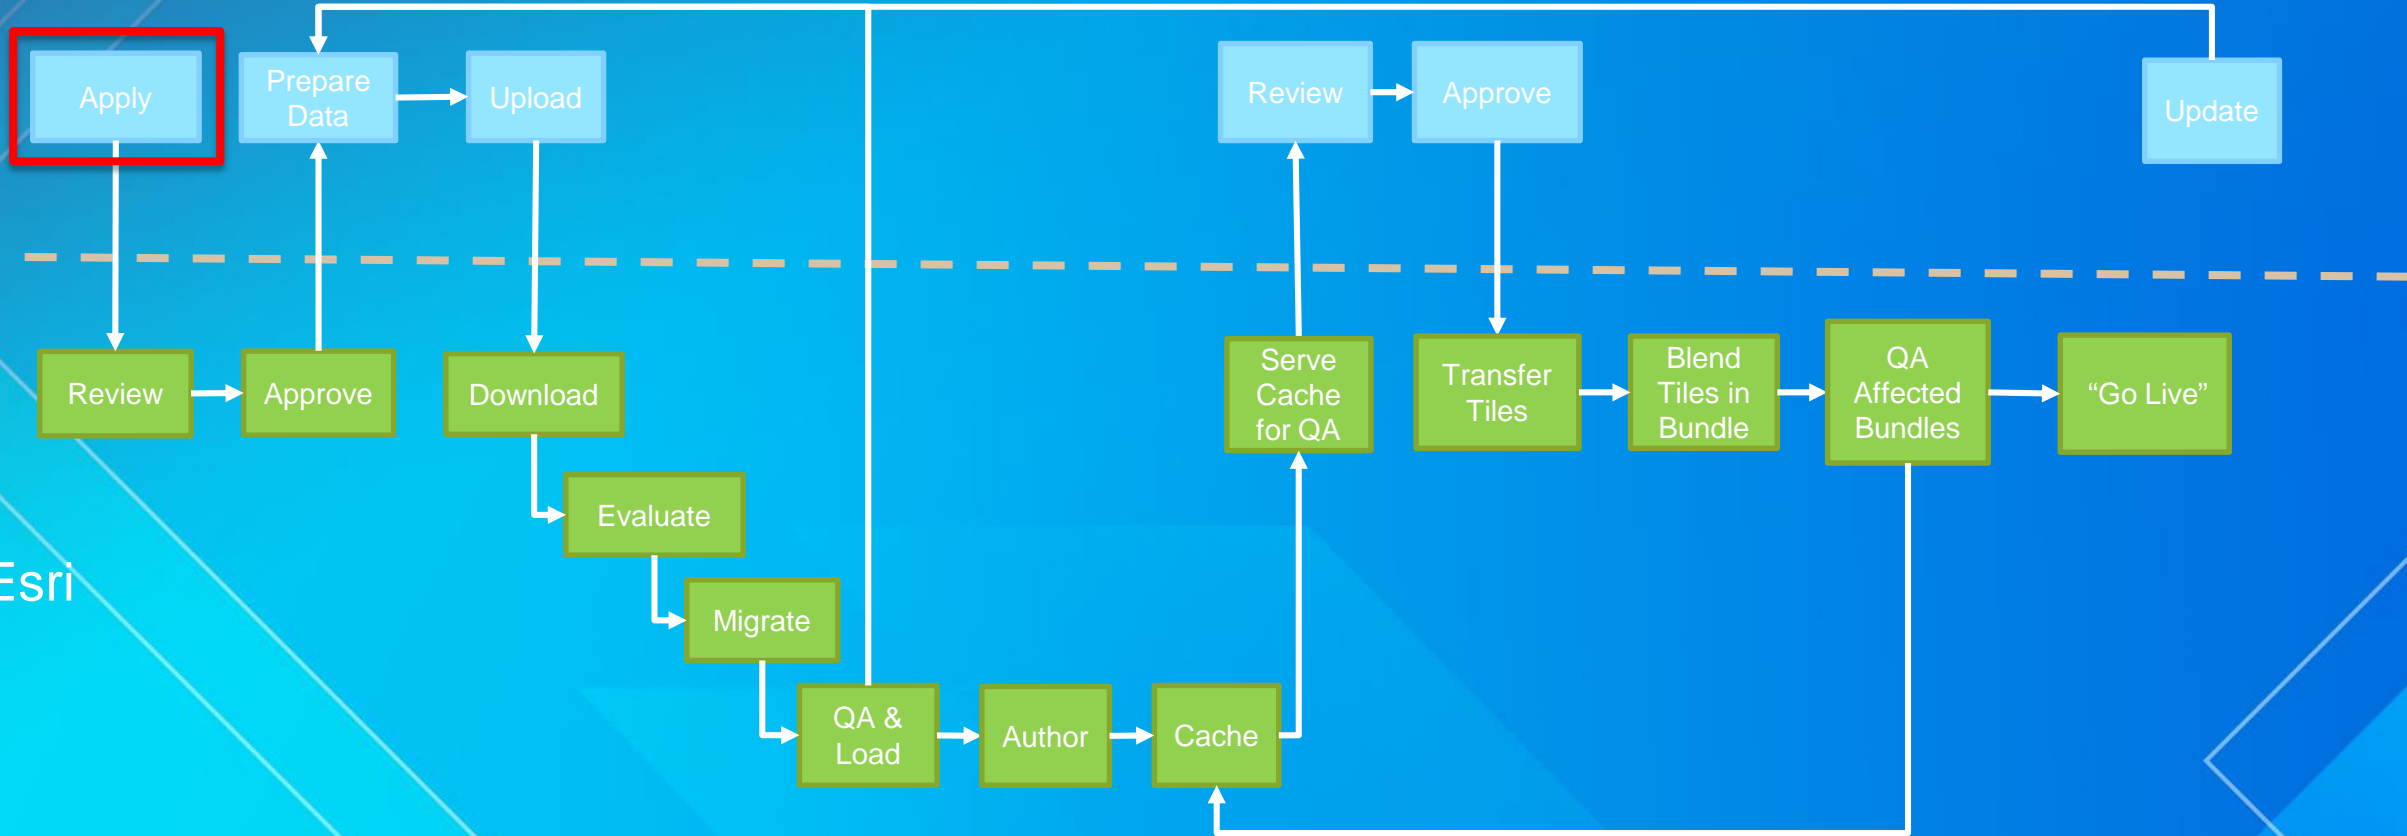 Apply
Prepare
Data
Upload
Review
Approve
Update
Review
Approve
Download
Serve
Cache
for QA
Transfer
Tiles
Blend
Tiles in
Bundle
QA
Affected
Bundles
“Go Live”
Evaluate
Esri
Migrate
QA &
Load
Author
Cache